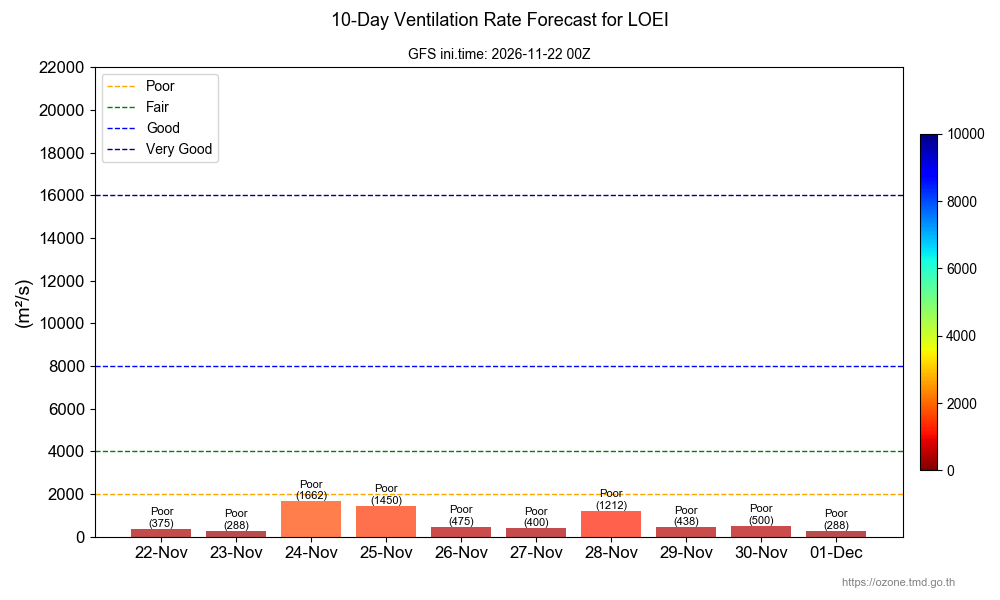 10-Day Ventilation Rate Forecast for LOEI
GFS ini.time: 2026-11-22 00Z
(m²/s)
22000
20000
18000
16000
14000
12000
10000
8000
6000
4000
2000
0
Poor
Fair
Good
Very Good
Poor
(375)
Poor
(288)
Poor
(1662)
Poor
(1450)
Poor
(475)
Poor
(400)
Poor
(1212)
Poor
(438)
Poor
(500)
Poor
(288)
22-Nov 23-Nov 24-Nov 25-Nov 26-Nov 27-Nov 28-Nov 29-Nov 30-Nov 01-Dec
10000
8000
6000
4000
2000
0
https://ozone.tmd.go.th